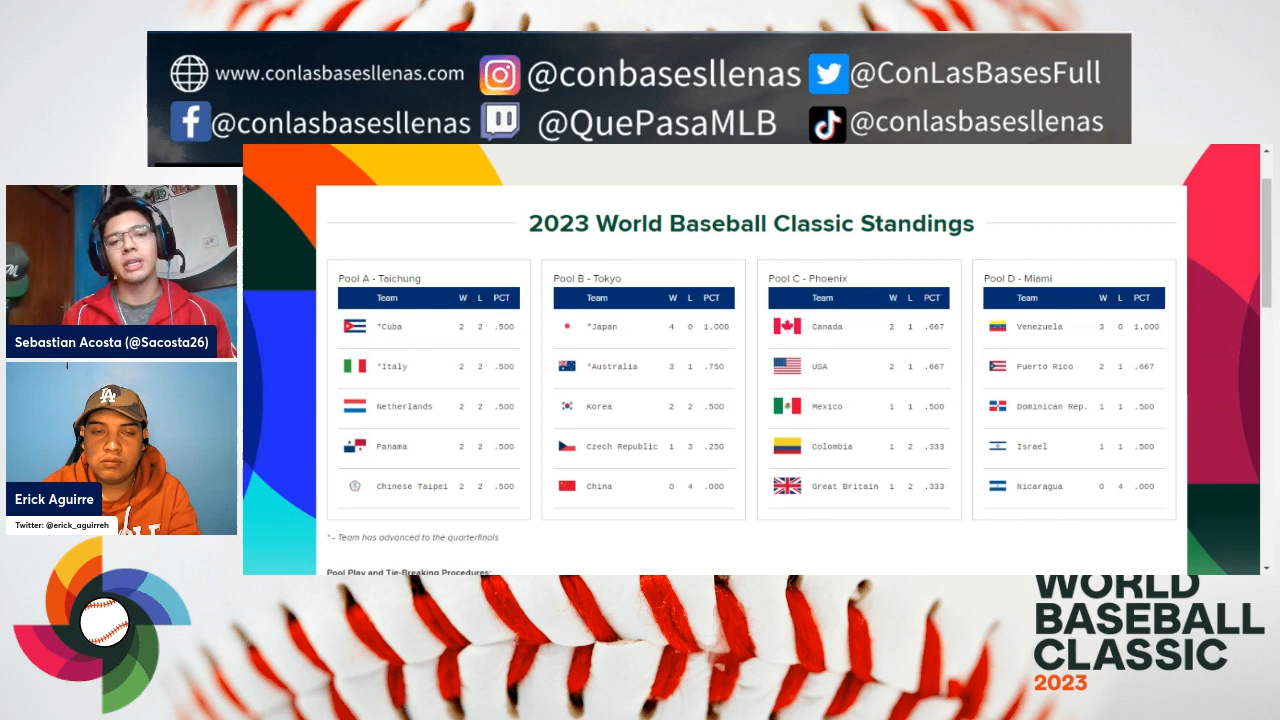 www.conlasbasesllenas.com @conbasesllenas @ConLasBasesFull
@conlasbasesllenas @QuePasaMLB @conlasbasesllenas
2023 World Baseball Classic Standings
Pool A - Taichung
Team W L PCT
*Cuba 2 2 .500
*Italy 2 2 .500
Netherlands 2 2 .500
Panama 2 2 .500
Chinese Taipei 2 2 .500
Pool B - Tokyo
Team W L PCT
*Japan 4 0 1.000
*Australia 3 1 .750
Korea 2 2 .500
Czech Republic 1 3 .250
China 0 4 .000
Pool C - Phoenix
Team W L PCT
Canada 2 1 .667
USA 2 1 .667
Mexico 1 1 .500
Colombia 1 2 .333
Great Britain 1 2 .333
Pool D - Miami
Team W L PCT
Venezuela 3 0 1.000
Puerto Rico 2 1 .667
Dominican Rep. 1 1 .500
Israel 1 1 .500
Nicaragua 0 4 .000
* - Team has advanced to the quarterfinals
Pool Play and Tie-Breaking Procedures:
Sebastian Acosta (@Sacosta26)
LA
Erick Aguirre
Twitter: @erick_aguirreh
WORLD
BASEBALL
CLASSIC
2023